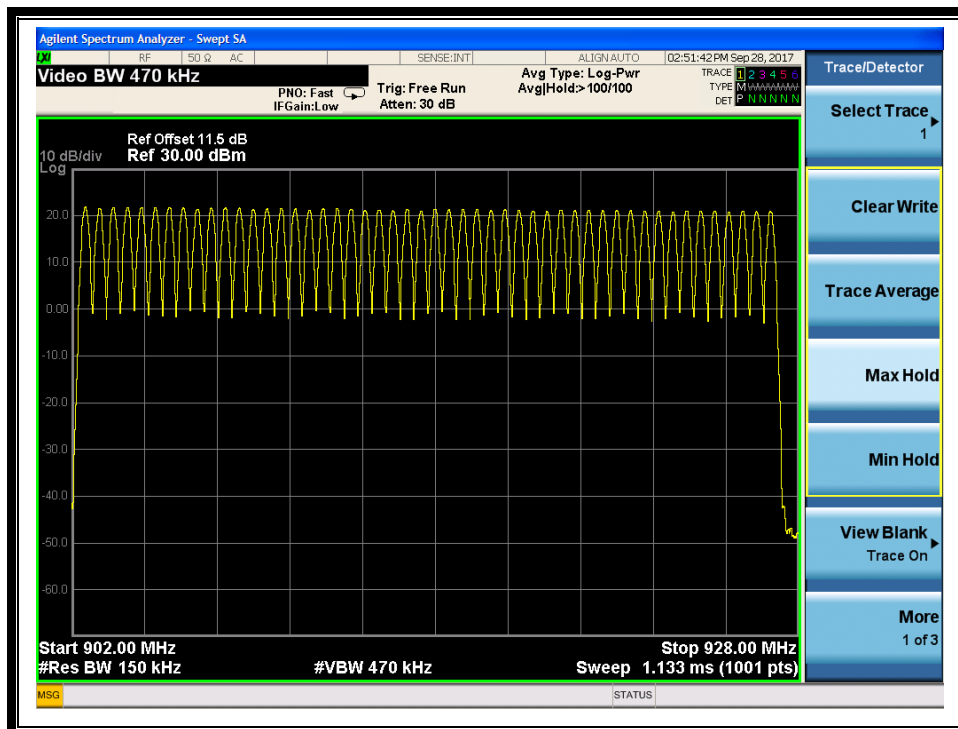 Agilent Spectrum Analyzer - Swept SA
LXI RF 50 Ω AC SENSE:INT ALIGNAUTO 02:51:42 PM Sep 28, 2017
Video BW 470 kHz
PNO: Fast
IFGain:Low
Trig: Free Run
Atten: 30 dB
Avg Type: Log-Pwr
Avg|Hold:>100/100
TRACE 1 2 3 4 5 6
TYPE M WWWWW
DET P N N N N N
Ref Offset 11.5 dB
10 dB/div Ref 30.00 dBm
Log
20.0
10.0
0.00
-10.0
-20.0
-30.0
-40.0
-50.0
-60.0
Start 902.00 MHz Stop 928.00 MHz
#Res BW 150 kHz #VBW 470 kHz Sweep 1.133 ms (1001 pts)
MSG STATUS
Trace/Detector
Select Trace
1
Clear Write
Trace Average
Max Hold
Min Hold
View Blank
Trace On
More
1 of 3